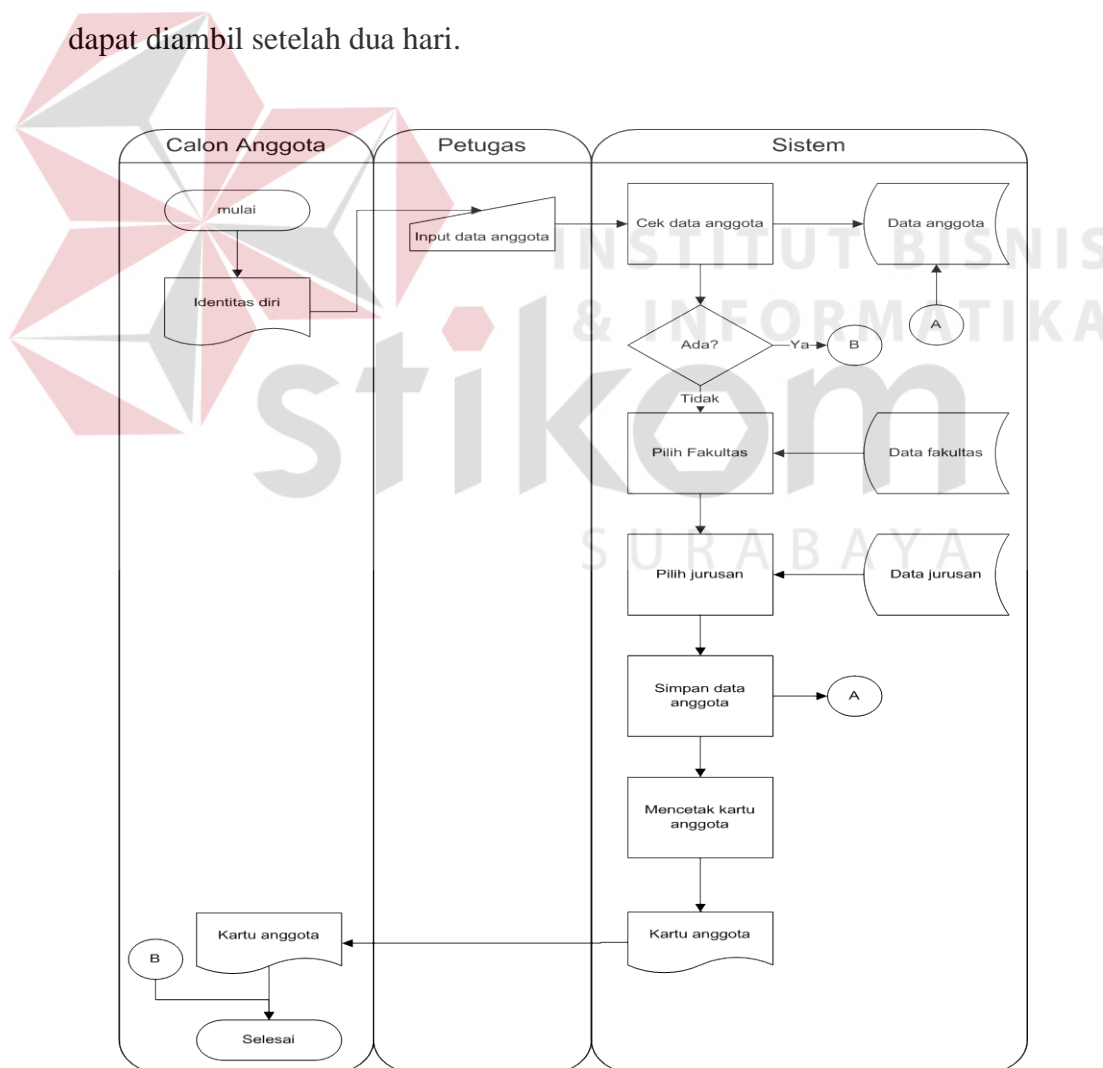 dapat diambil setelah dua hari.
Calon Anggota
Petugas
Sistem
mulai
Identitas diri
Input data anggota
Cek data anggota
Data anggota
Ada?
Ya
B
A
Tidak
Pilih Fakultas
Data fakultas
Pilih jurusan
Data jurusan
Simpan data
anggota
A
Mencetak kartu
anggota
Kartu anggota
Kartu anggota
B
Selesai
INSTITUT BISNIS
& INFORMATIKA
stikom
SURABAYA